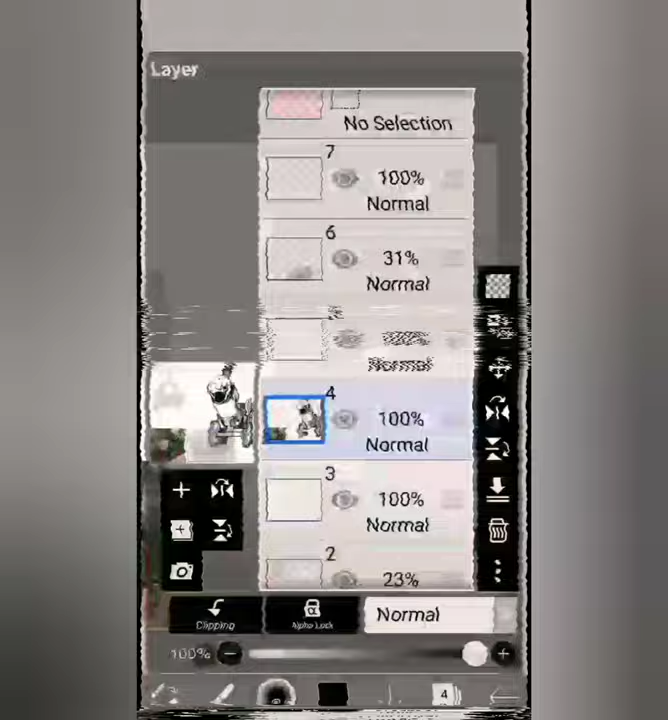 Layer
No Selection
7
100%
Normal
6
31%
Normal
Normal
4
100%
Normal
3
100%
Normal
2
23%
Clipping
Alpha Lock
Normal
100%
4